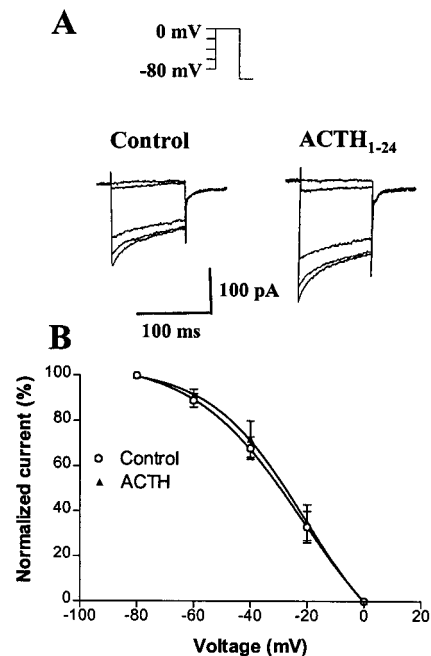 A
0 mV
-80 mV
Control
ACTH1-24
100 pA
100 ms
B
Normalized current (%)
100
80
60
40
20
0
Control
ACTH
-100
-80
-60
-40
-20
0
20
Voltage (mV)